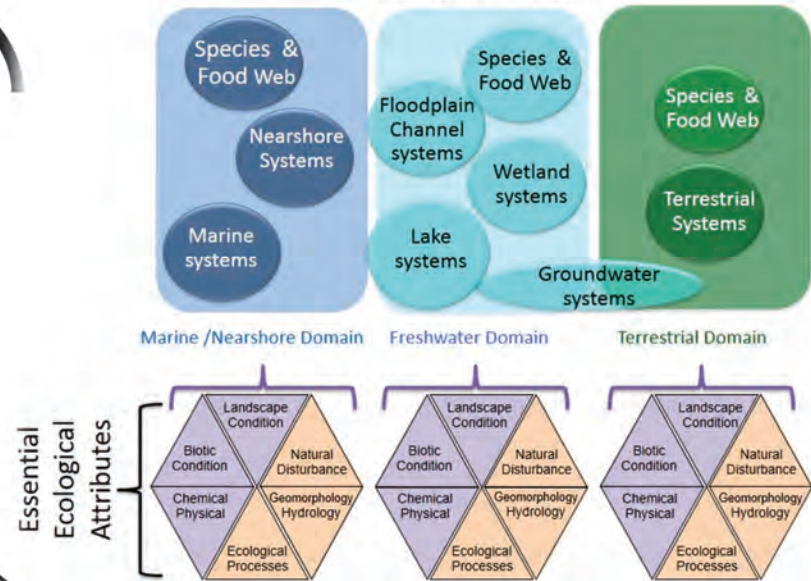 Species &
Food Web
Nearshore
Systems
Marine
systems
Species &
Food Web
Floodplain
Channel
systems
Wetland
systems
Lake
systems
Groundwater
systems
Species &
Food Web
Terrestrial
Systems
Marine /Nearshore Domain
Freshwater Domain
Terrestrial Domain
Essential
Ecological
Attributes
Landscape
Condition
Biotic
Condition
Natural
Disturbance
Chemical
Physical
Geomorphology
Hydrology
Ecological
Processes
Landscape
Condition
Biotic
Condition
Natural
Disturbance
Chemical
Physical
Geomorphology
Hydrology
Ecological
Processes
Landscape
Condition
Biotic
Condition
Natural
Disturbance
Chemical
Physical
Geomorphology
Hydrology
Ecological
Processes